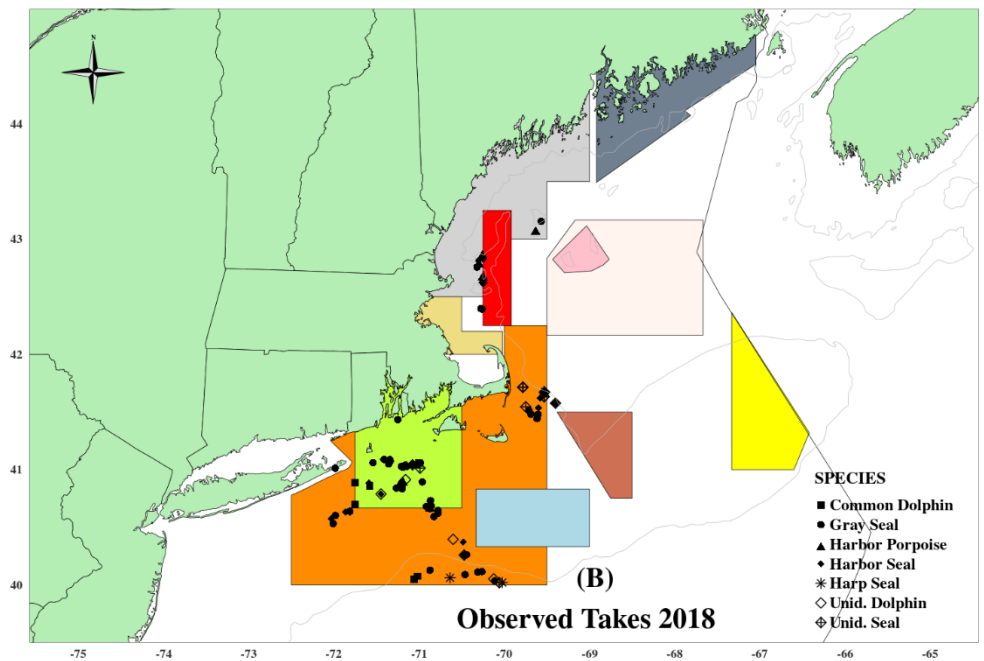 N
44
43
42
41
40
SPECIES
Common Dolphin
Gray Seal
Harbor Porpoise
Harbor Seal
Harp Seal
Unid. Dolphin
Unid. Seal
(B)
Observed Takes 2018
-75 -74 -73 -72 -71 -70 -69 -68 -67 -66 -65